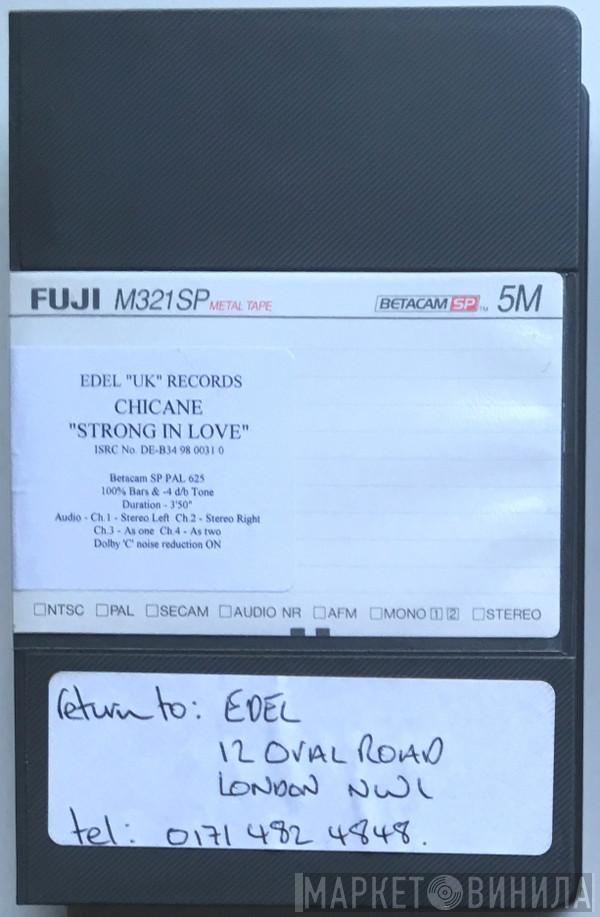 FUJI M321SP METAL TAPE BETACAM SP TM 5M
EDEL "UK" RECORDS
CHICANE
"STRONG IN LOVE"
ISRC No. DE-B34 98 0031 0
Betacam SP PAL 625
100% Bars & -4 d/b Tone
Duration - 3'50"
Audio - Ch.1 - Stereo Left Ch.2 - Stereo Right
Ch.3 - As one Ch.4 - As two
Dolby 'C' noise reduction ON
☐NTSC ☐PAL ☐SECAM ☐AUDIO NR ☐AFM ☐MONO 1 2 ☐STEREO
return to: EDEL
12 OVAL ROAD
LONDON NW1
tel: 0171 482 4848.
МАРКЕТ ВИНИЛА